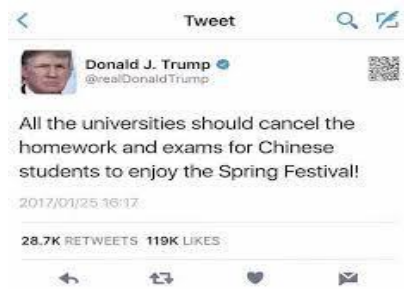 Tweet
Donald J. Trump
@realDonaldTrump
All the universities should cancel the
homework and exams for Chinese
students to enjoy the Spring Festival!
2017/01/25 16:17
28.7K RETWEETS 119K LIKES